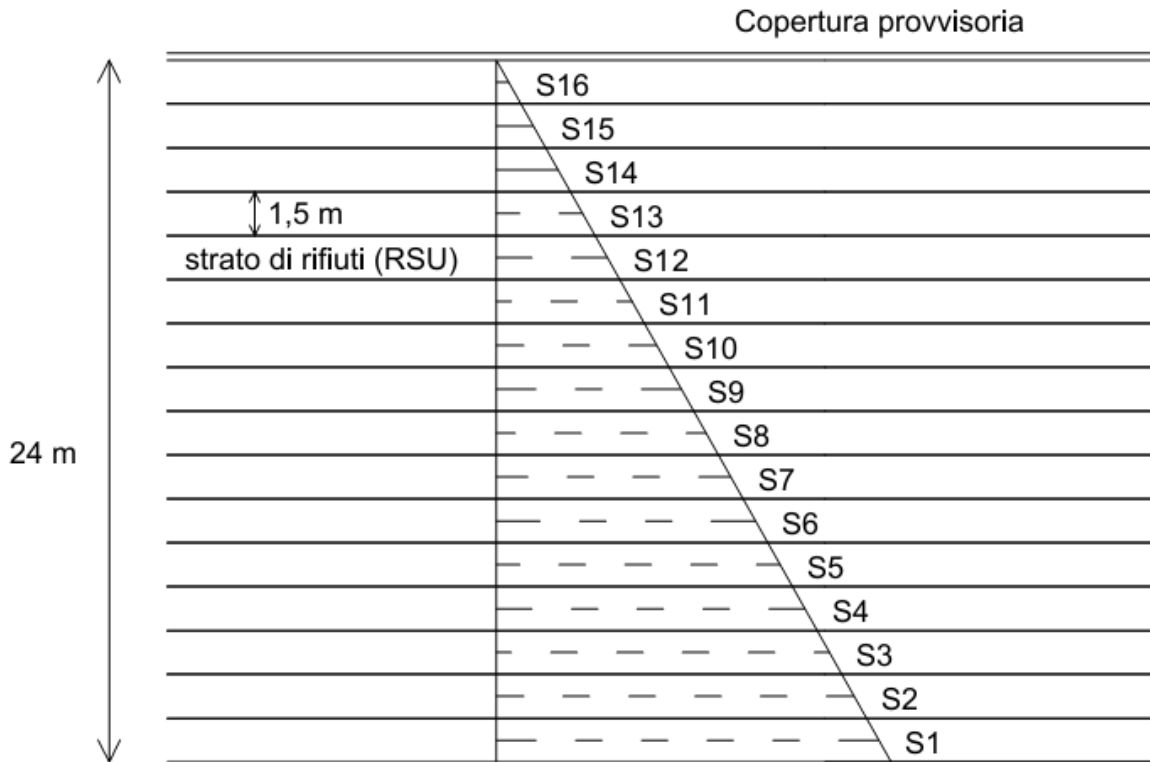 Copertura provvisoria
S16
S15
S14
1,5 m
S13
strato di rifiuti (RSU)
S12
S11
S10
S9
24 m
S8
S7
S6
S5
S4
S3
S2
S1